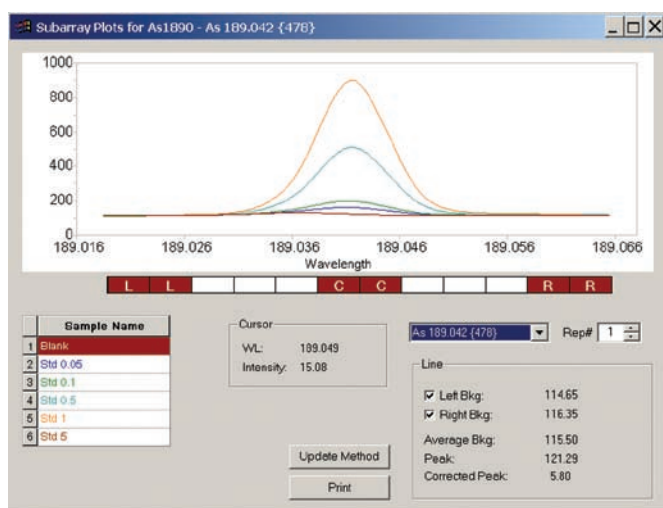 Subarray Plots for As1890 - As 189.042 {478}
1000
800
600
400
200
0
189.016 189.026 189.036 189.046 189.056 189.066
Wavelength
L L C C R R
Sample Name
1 Blank
2 Std 0.05
3 Std 0.1
4 Std 0.5
5 Std 1
6 Std 5
Cursor
WL: 189.049
Intensity: 15.08
Update Method
Print
As 189.042 {478} Rep# 1
Line
Left Bkg: 114.65
Right Bkg: 116.35
Average Bkg: 115.50
Peak: 121.29
Corrected Peak: 5.80